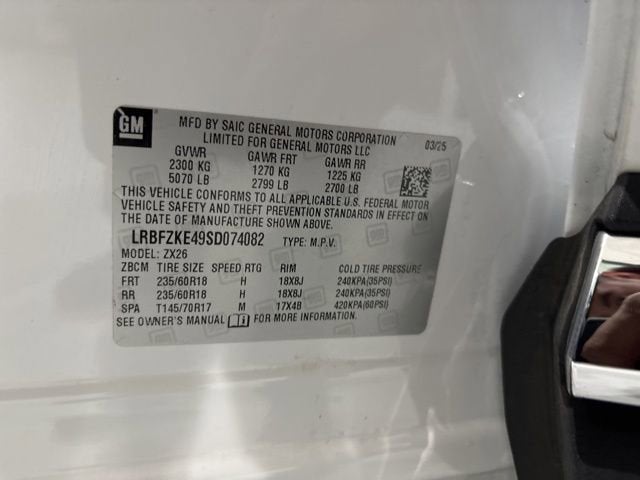 GM
MFD BY SAIC GENERAL MOTORS CORPORATION
LIMITED FOR GENERAL MOTORS LLC
03/25
GVWR GAWR FRT GAWR RR
2300 KG 1270 KG 1225 KG
5070 LB 2799 LB 2700 LB
THIS VEHICLE CONFORMS TO ALL APPLICABLE U.S. FEDERAL MOTOR
VEHICLE SAFETY AND THEFT PREVENTION STANDARDS IN EFFECT ON
THE DATE OF MANUFACTURE SHOWN ABOVE.
LRBFZKE49SD074082 TYPE: M.P.V.
MODEL: ZX26
ZBCM TIRE SIZE SPEED RTG RIM COLD TIRE PRESSURE
FRT 235/60R18 H 18X8J 240KPA(35PSI)
RR 235/60R18 H 18X8J 240KPA(35PSI)
SPA T145/70R17 M 17X4B 420KPA(60PSI)
SEE OWNER'S MANUAL FOR MORE INFORMATION.